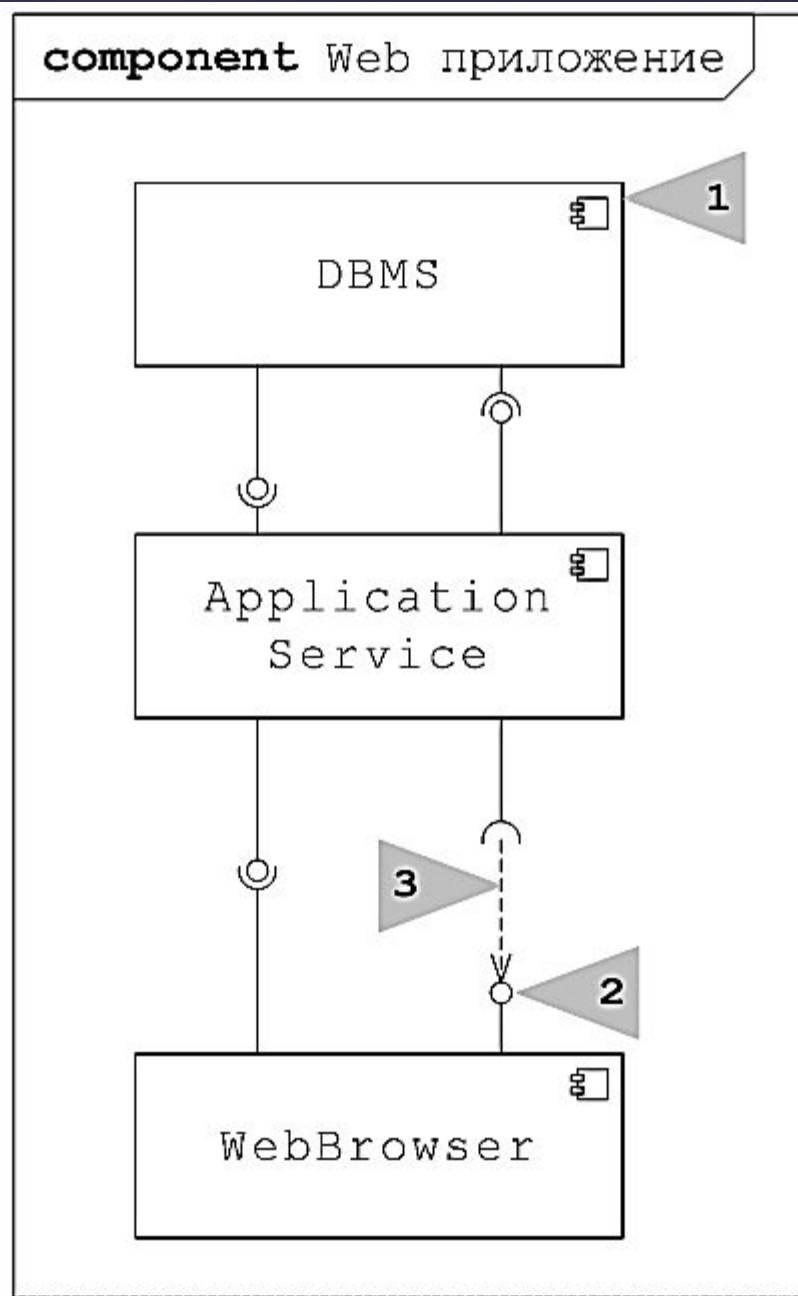 component Web приложение
1
DBMS
Application
Service
3
2
WebBrowser